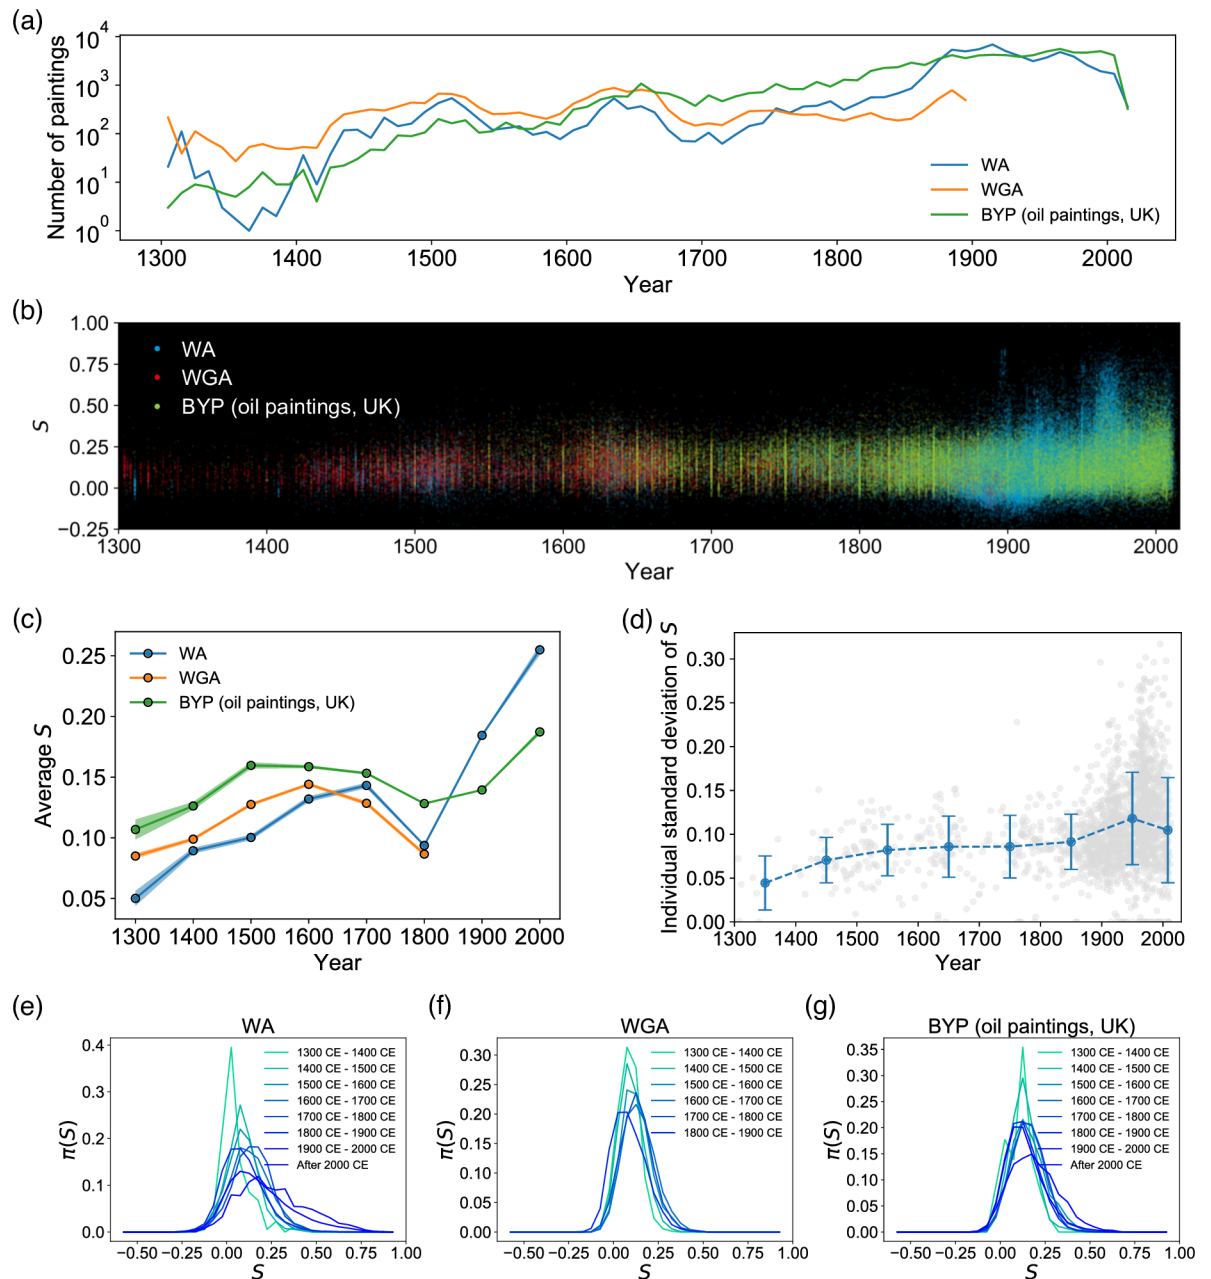 (a)
Number of paintings
10^4
10^3
10^2
10^1
10^0
WA
WGA
BYP (oil paintings, UK)
1300 1400 1500 1600 1700 1800 1900 2000
Year
(b)
S
1.00
0.75
0.50
0.25
0.00
−0.25
WA
WGA
BYP (oil paintings, UK)
1300 1400 1500 1600 1700 1800 1900 2000
Year
(c)
Average S
0.25
0.20
0.15
0.10
0.05
WA
WGA
BYP (oil paintings, UK)
1300 1400 1500 1600 1700 1800 1900 2000
Year
(d)
Individual standard deviation of S
0.30
0.25
0.20
0.15
0.10
0.05
0.00
1300 1400 1500 1600 1700 1800 1900 2000
Year
(e)
WA
π(S)
0.4
0.3
0.2
0.1
0.0
1300 CE - 1400 CE
1400 CE - 1500 CE
1500 CE - 1600 CE
1600 CE - 1700 CE
1700 CE - 1800 CE
1800 CE - 1900 CE
1900 CE - 2000 CE
After 2000 CE
−0.50 −0.25 0.00 0.25 0.50 0.75 1.00
S
(f)
WGA
π(S)
0.30
0.25
0.20
0.15
0.10
0.05
0.00
1300 CE - 1400 CE
1400 CE - 1500 CE
1500 CE - 1600 CE
1600 CE - 1700 CE
1700 CE - 1800 CE
1800 CE - 1900 CE
−0.50 −0.25 0.00 0.25 0.50 0.75 1.00
S
(g)
BYP (oil paintings, UK)
π(S)
0.35
0.30
0.25
0.20
0.15
0.10
0.05
0.00
1300 CE - 1400 CE
1400 CE - 1500 CE
1500 CE - 1600 CE
1600 CE - 1700 CE
1700 CE - 1800 CE
1800 CE - 1900 CE
1900 CE - 2000 CE
After 2000 CE
−0.50 −0.25 0.00 0.25 0.50 0.75 1.00
S